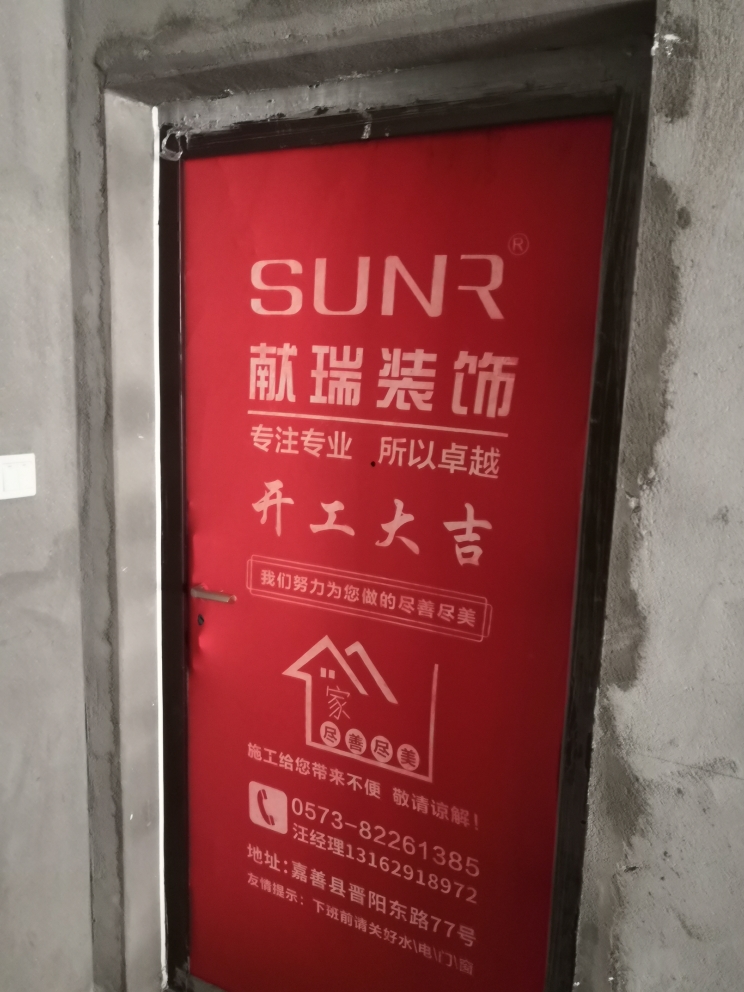 SUNR®
献瑞装饰
专注专业 所以卓越
开工大吉
我们努力为您做的尽善尽美
家
尽善尽美
施工给您带来不便 敬请谅解!
0573-82261385
汪经理13162918972
地址:嘉善县晋阳东路77号
友情提示:下班前请关好水\电\门\窗